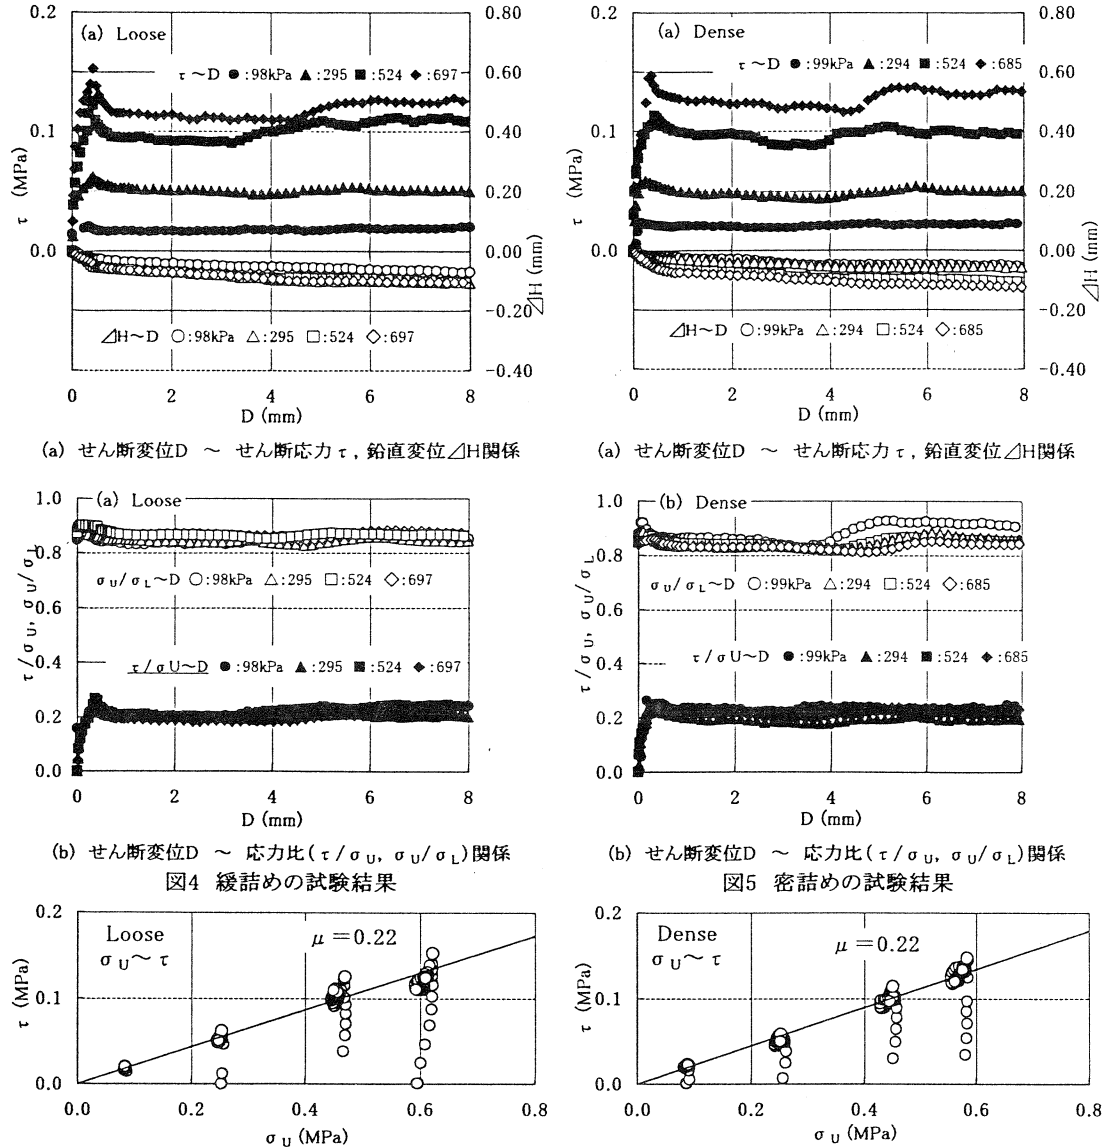 (a) Loose
τ ～D ●:98kPa ▲:295 ■:524 ◆:697
⊿H～D ○:98kPa △:295 □:524 ◇:697
0.2
0.1
0.0
τ (MPa)
0.80
0.60
0.40
0.20
0.00
-0.20
-0.40
⊿H (mm)
0 2 4 6 8
D (mm)
(a) せん断変位D ～ せん断応力τ, 鉛直変位⊿H関係
(a) Dense
τ ～D ●:99kPa ▲:294 ■:524 ◆:685
⊿H～D ○:99kPa △:294 □:524 ◇:685
0.2
0.1
0.0
τ (MPa)
0.80
0.60
0.40
0.20
0.00
-0.20
-0.40
⊿H (mm)
0 2 4 6 8
D (mm)
(a) せん断変位D ～ せん断応力τ, 鉛直変位⊿H関係
(a) Loose
σU/σL～D ○:98kPa △:295 □:524 ◇:697
τ/σU～D ●:98kPa ▲:295 ■:524 ◆:697
1.0
0.8
0.6
0.4
0.2
0.0
τ/σU, σU/σL
0 2 4 6 8
D (mm)
(b) せん断変位D ～ 応力比(τ/σU, σU/σL)関係
図4 緩詰めの試験結果
(b) Dense
σU/σL～D ○:99kPa △:294 □:524 ◇:685
τ/σU～D ●:99kPa ▲:294 ■:524 ◆:685
1.0
0.8
0.6
0.4
0.2
0.0
τ/σU, σU/σL
0 2 4 6 8
D (mm)
(b) せん断変位D ～ 応力比(τ/σU, σU/σL)関係
図5 密詰めの試験結果
Loose
σU～τ
μ＝0.22
0.2
0.1
0.0
τ (MPa)
0.0 0.2 0.4 0.6 0.8
σU (MPa)
Dense
σU～τ
μ＝0.22
0.2
0.1
0.0
τ (MPa)
0.0 0.2 0.4 0.6 0.8
σU (MPa)